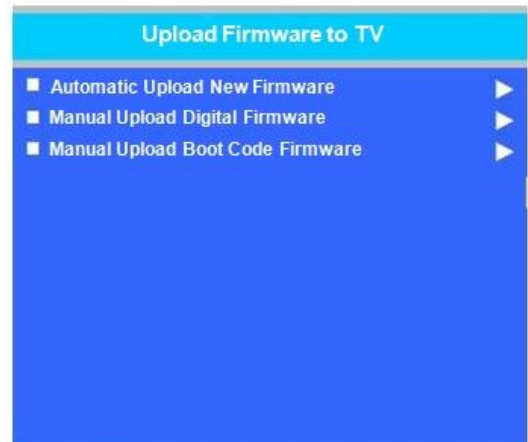 Upload Firmware to TV
Automatic Upload New Firmware
Manual Upload Digital Firmware
Manual Upload Boot Code Firmware